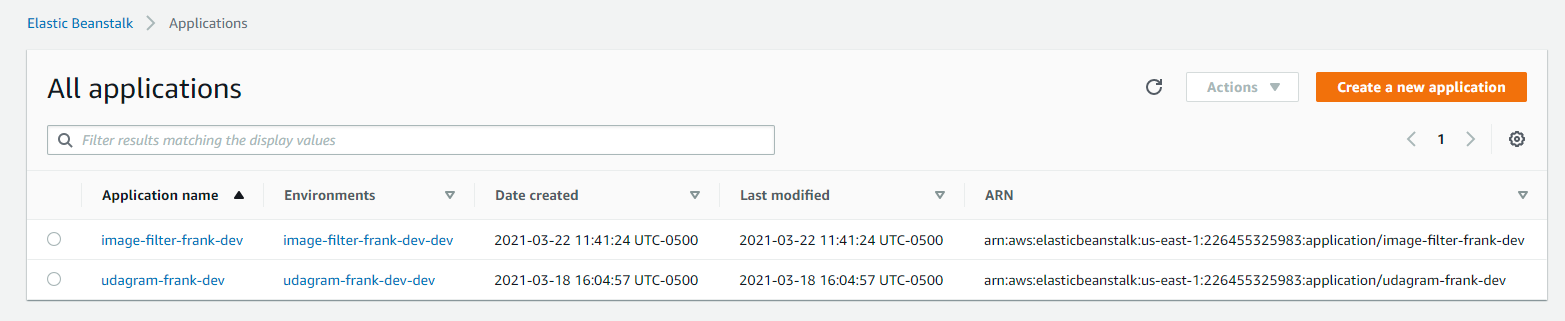 Elastic Beanstalk > Applications
All applications
Actions
Create a new application
Filter results matching the display values
1
Application name Environments Date created Last modified ARN
image-filter-frank-dev image-filter-frank-dev-dev 2021-03-22 11:41:24 UTC-0500 2021-03-22 11:41:24 UTC-0500 arn:aws:elasticbeanstalk:us-east-1:226455325983:application/image-filter-frank-dev
udagram-frank-dev udagram-frank-dev-dev 2021-03-18 16:04:57 UTC-0500 2021-03-18 16:04:57 UTC-0500 arn:aws:elasticbeanstalk:us-east-1:226455325983:application/udagram-frank-dev